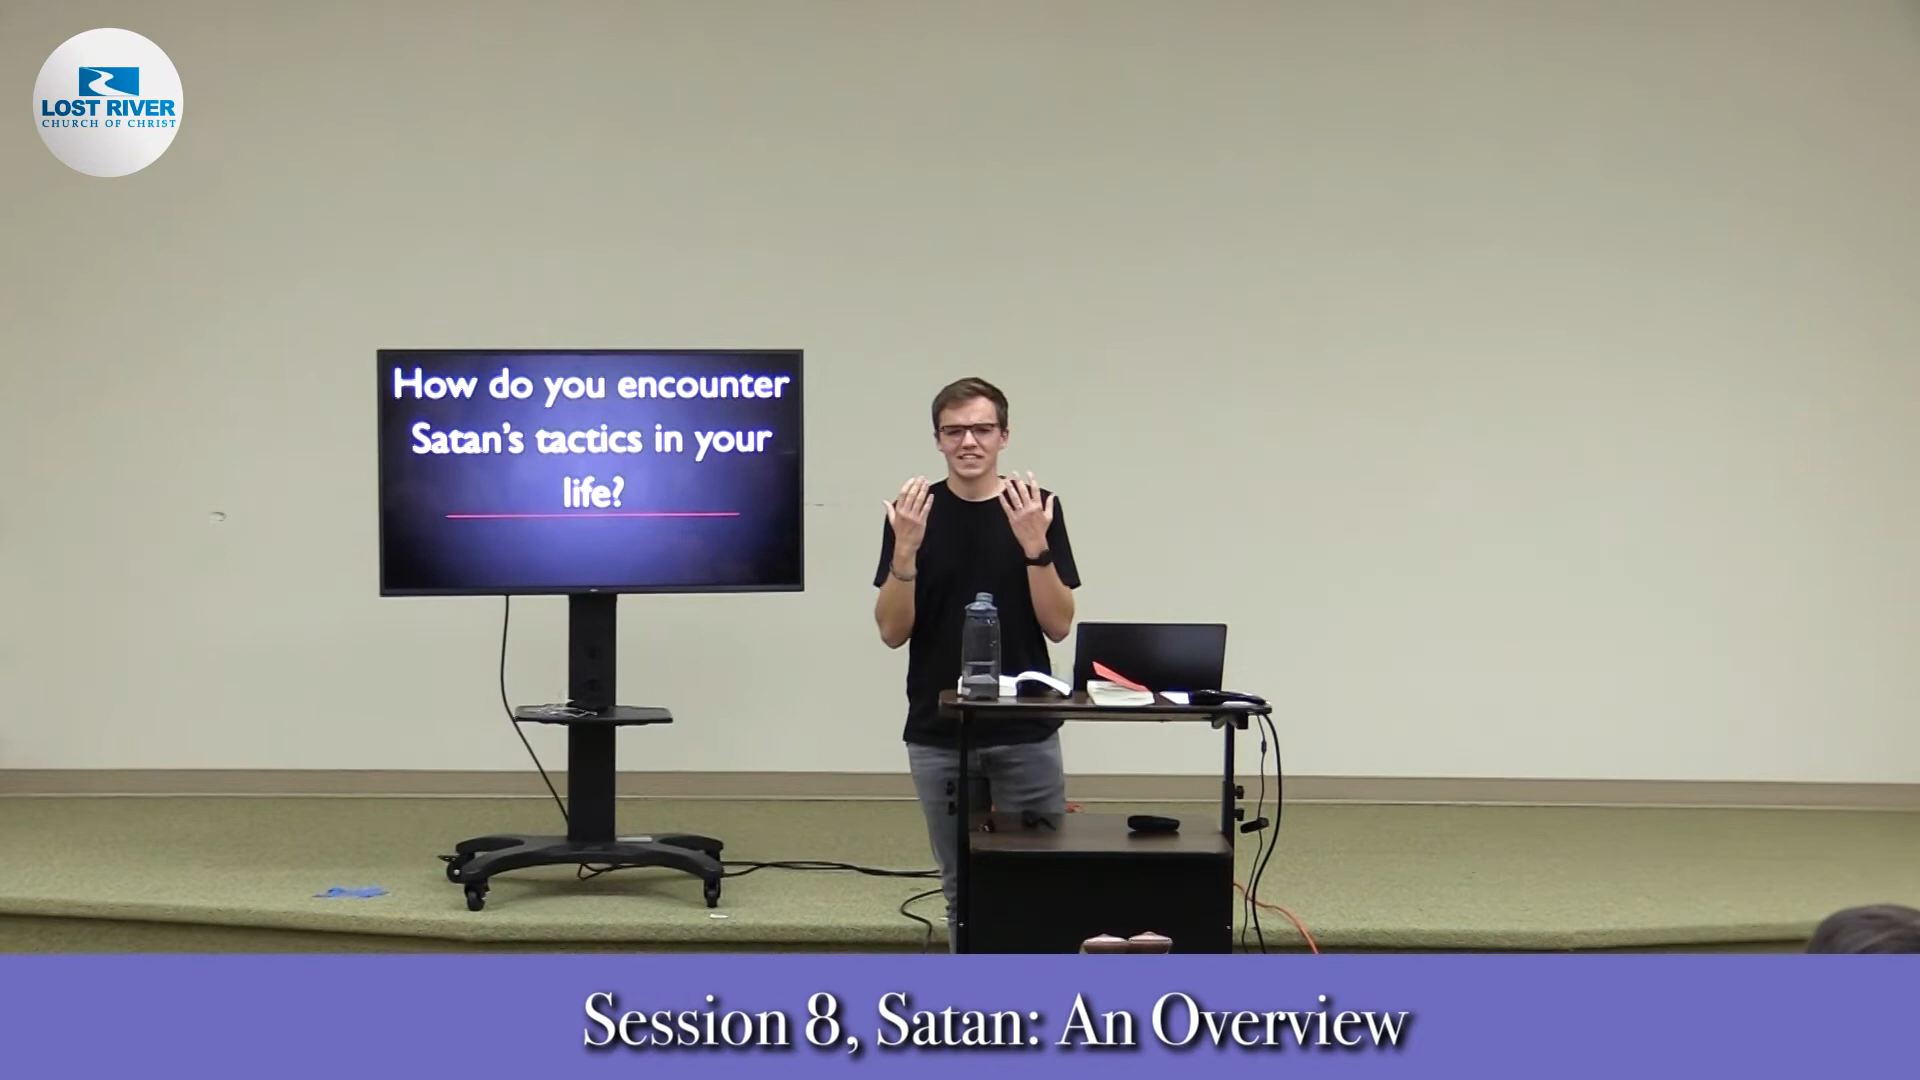 LOST RIVER
CHURCH OF CHRIST
How do you encounter
Satan's tactics in your
life?
Session 8, Satan: An Overview